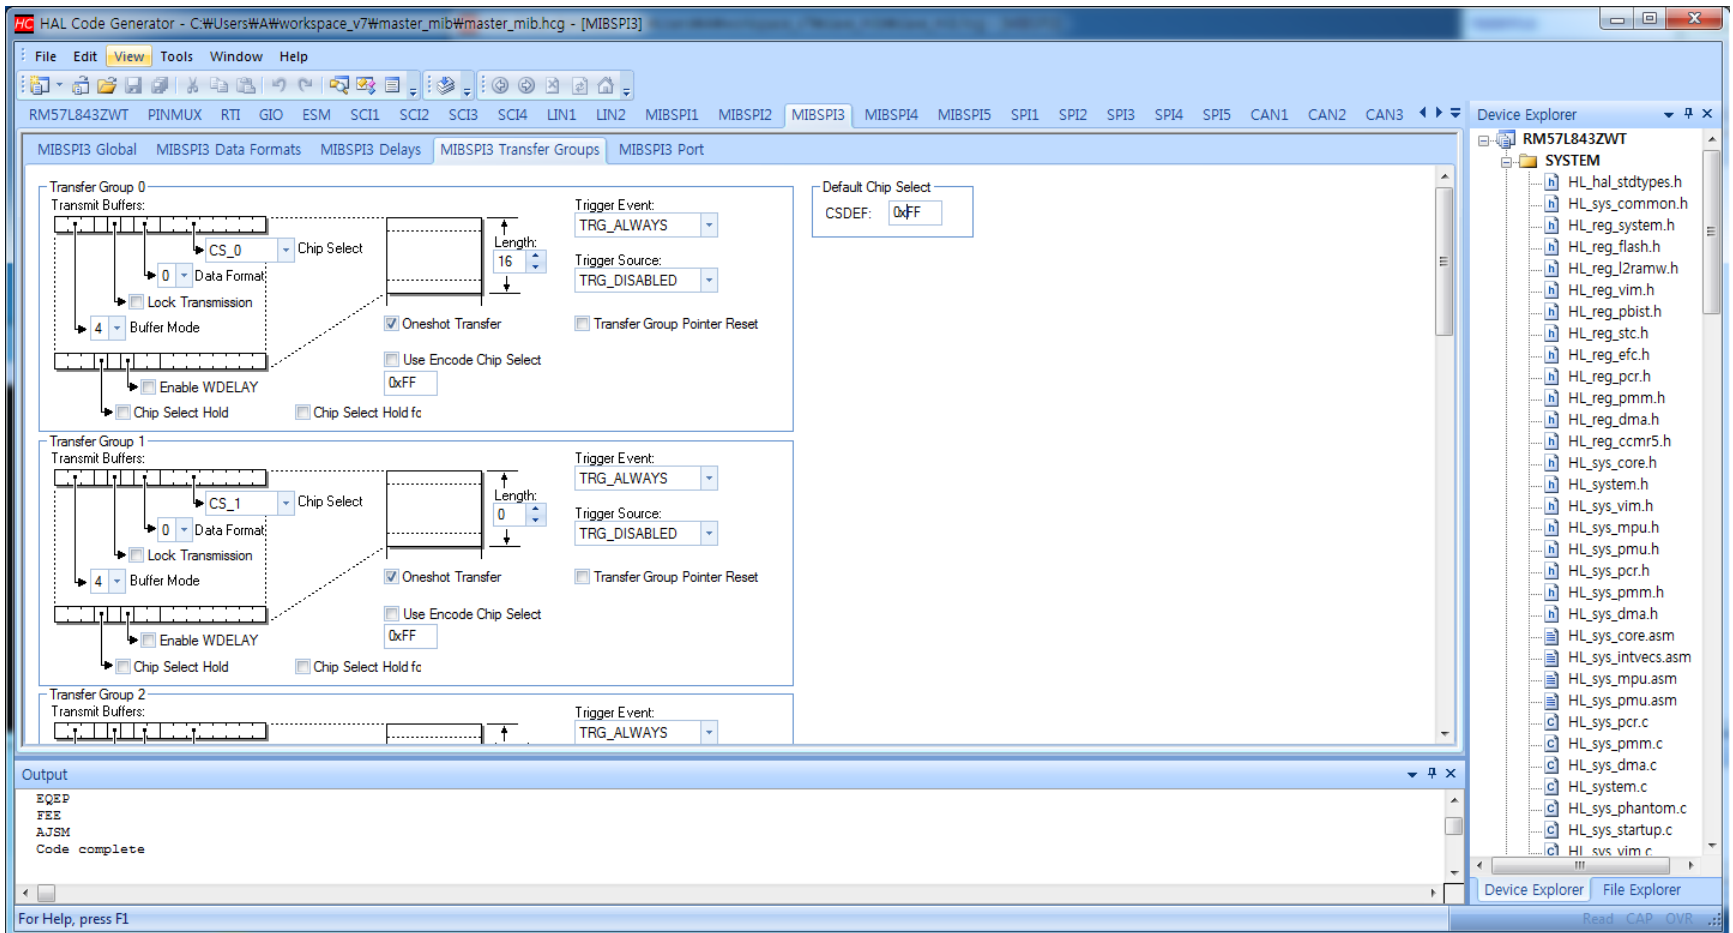 HC HAL Code Generator - C:₩Users₩A₩workspace_v7₩master_mib₩master_mib.hcg - [MIBSPI3]
File Edit View Tools Window Help
RM57L843ZWT PINMUX RTI GIO ESM SCI1 SCI2 SCI3 SCI4 LIN1 LIN2 MIBSPI1 MIBSPI2 MIBSPI3 MIBSPI4 MIBSPI5 SPI1 SPI2 SPI3 SPI4 SPI5 CAN1 CAN2 CAN3
MIBSPI3 Global MIBSPI3 Data Formats MIBSPI3 Delays MIBSPI3 Transfer Groups MIBSPI3 Port
Transfer Group 0
Transmit Buffers:
CS_0 Chip Select
0 Data Format
Lock Transmission
4 Buffer Mode
Enable WDELAY
Chip Select Hold
Chip Select Hold fc
Length:
16
Oneshot Transfer
Use Encode Chip Select
0xFF
Trigger Event:
TRG_ALWAYS
Trigger Source:
TRG_DISABLED
Transfer Group Pointer Reset
Default Chip Select
CSDEF: 0xFF
Transfer Group 1
Transmit Buffers:
CS_1 Chip Select
0 Data Format
Lock Transmission
4 Buffer Mode
Enable WDELAY
Chip Select Hold
Chip Select Hold fc
Length:
0
Oneshot Transfer
Use Encode Chip Select
0xFF
Trigger Event:
TRG_ALWAYS
Trigger Source:
TRG_DISABLED
Transfer Group Pointer Reset
Transfer Group 2
Transmit Buffers:
Trigger Event:
TRG_ALWAYS
Output
EQEP
FEE
AJSM
Code complete
Device Explorer
RM57L843ZWT
SYSTEM
HL_hal_stdtypes.h
HL_sys_common.h
HL_reg_system.h
HL_reg_flash.h
HL_reg_l2ramw.h
HL_reg_vim.h
HL_reg_pbist.h
HL_reg_stc.h
HL_reg_efc.h
HL_reg_pcr.h
HL_reg_pmm.h
HL_reg_dma.h
HL_reg_ccmr5.h
HL_sys_core.h
HL_system.h
HL_sys_vim.h
HL_sys_mpu.h
HL_sys_pmu.h
HL_sys_pcr.h
HL_sys_pmm.h
HL_sys_dma.h
HL_sys_core.asm
HL_sys_intvecs.asm
HL_sys_mpu.asm
HL_sys_pmu.asm
HL_sys_pcr.c
HL_sys_pmm.c
HL_sys_dma.c
HL_system.c
HL_sys_phantom.c
HL_sys_startup.c
HL_sys_vim.c
Device Explorer File Explorer
For Help, press F1
Read CAP OVR